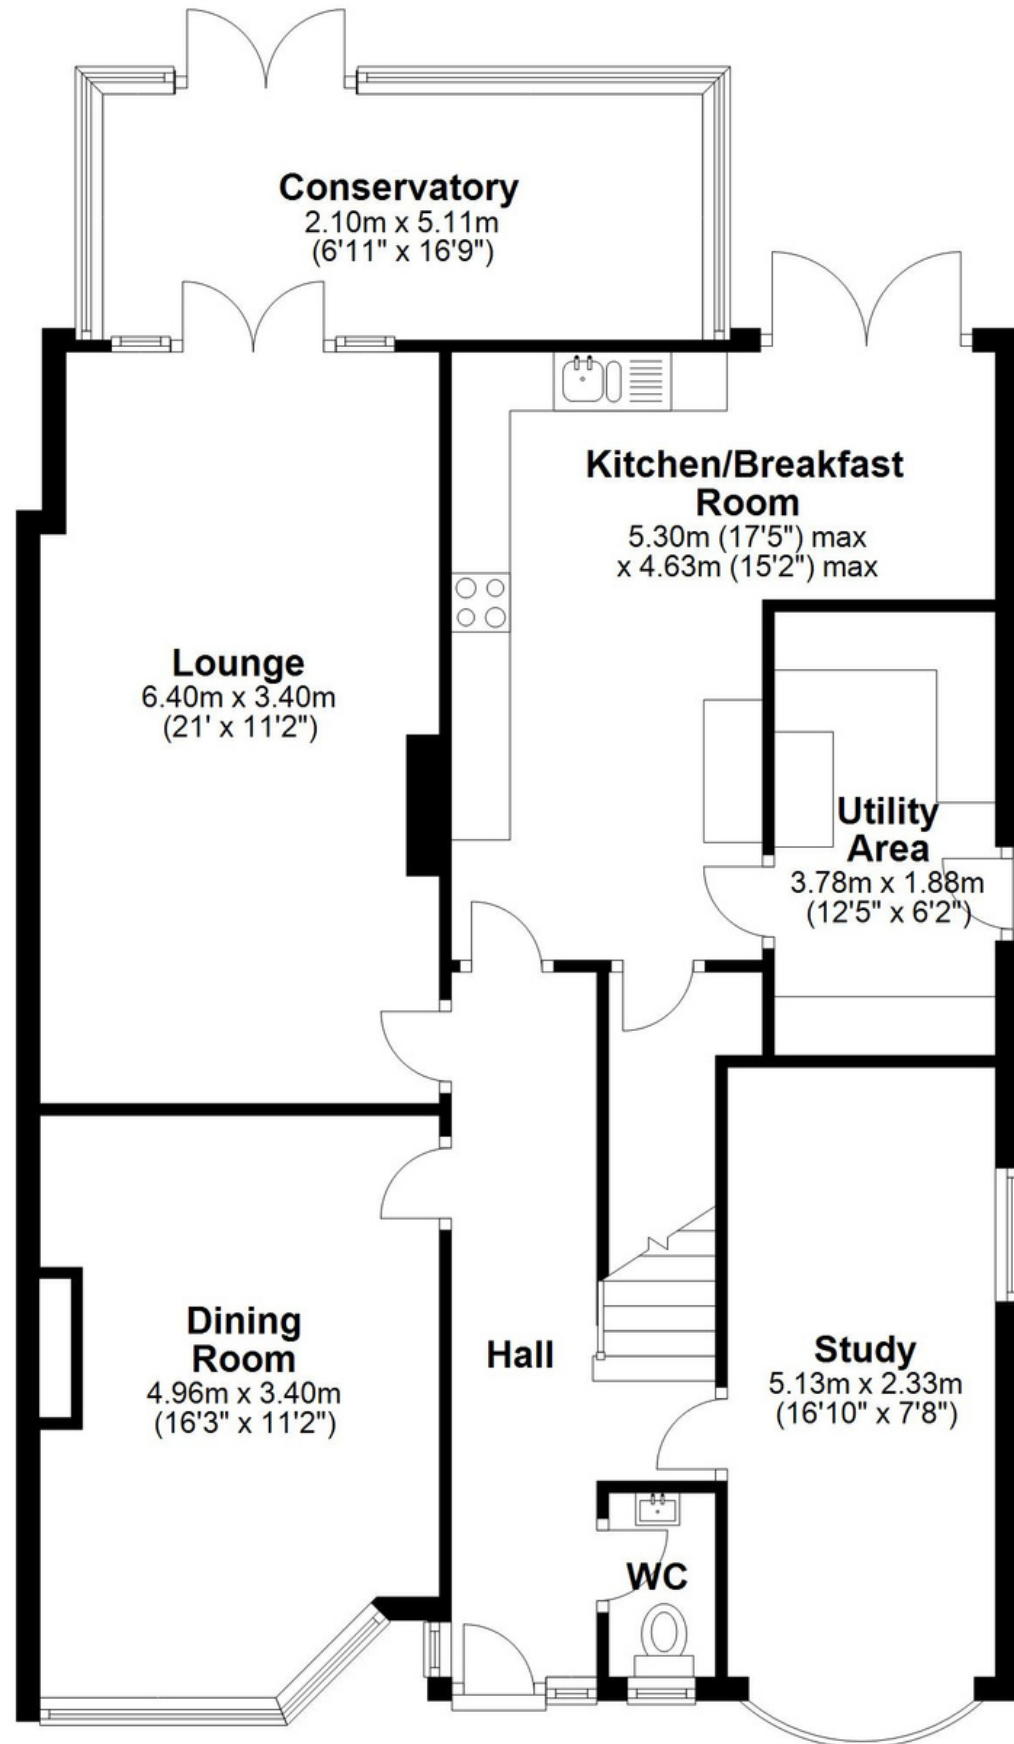 Conservatory
2.10m x 5.11m
(6'11" x 16'9")
Kitchen/Breakfast
Room
5.30m (17'5") max
x 4.63m (15'2") max
Lounge
6.40m x 3.40m
(21' x 11'2")
Utility
Area
3.78m x 1.88m
(12'5" x 6'2")
Dining
Room
4.96m x 3.40m
(16'3" x 11'2")
Hall
Study
5.13m x 2.33m
(16'10" x 7'8")
WC